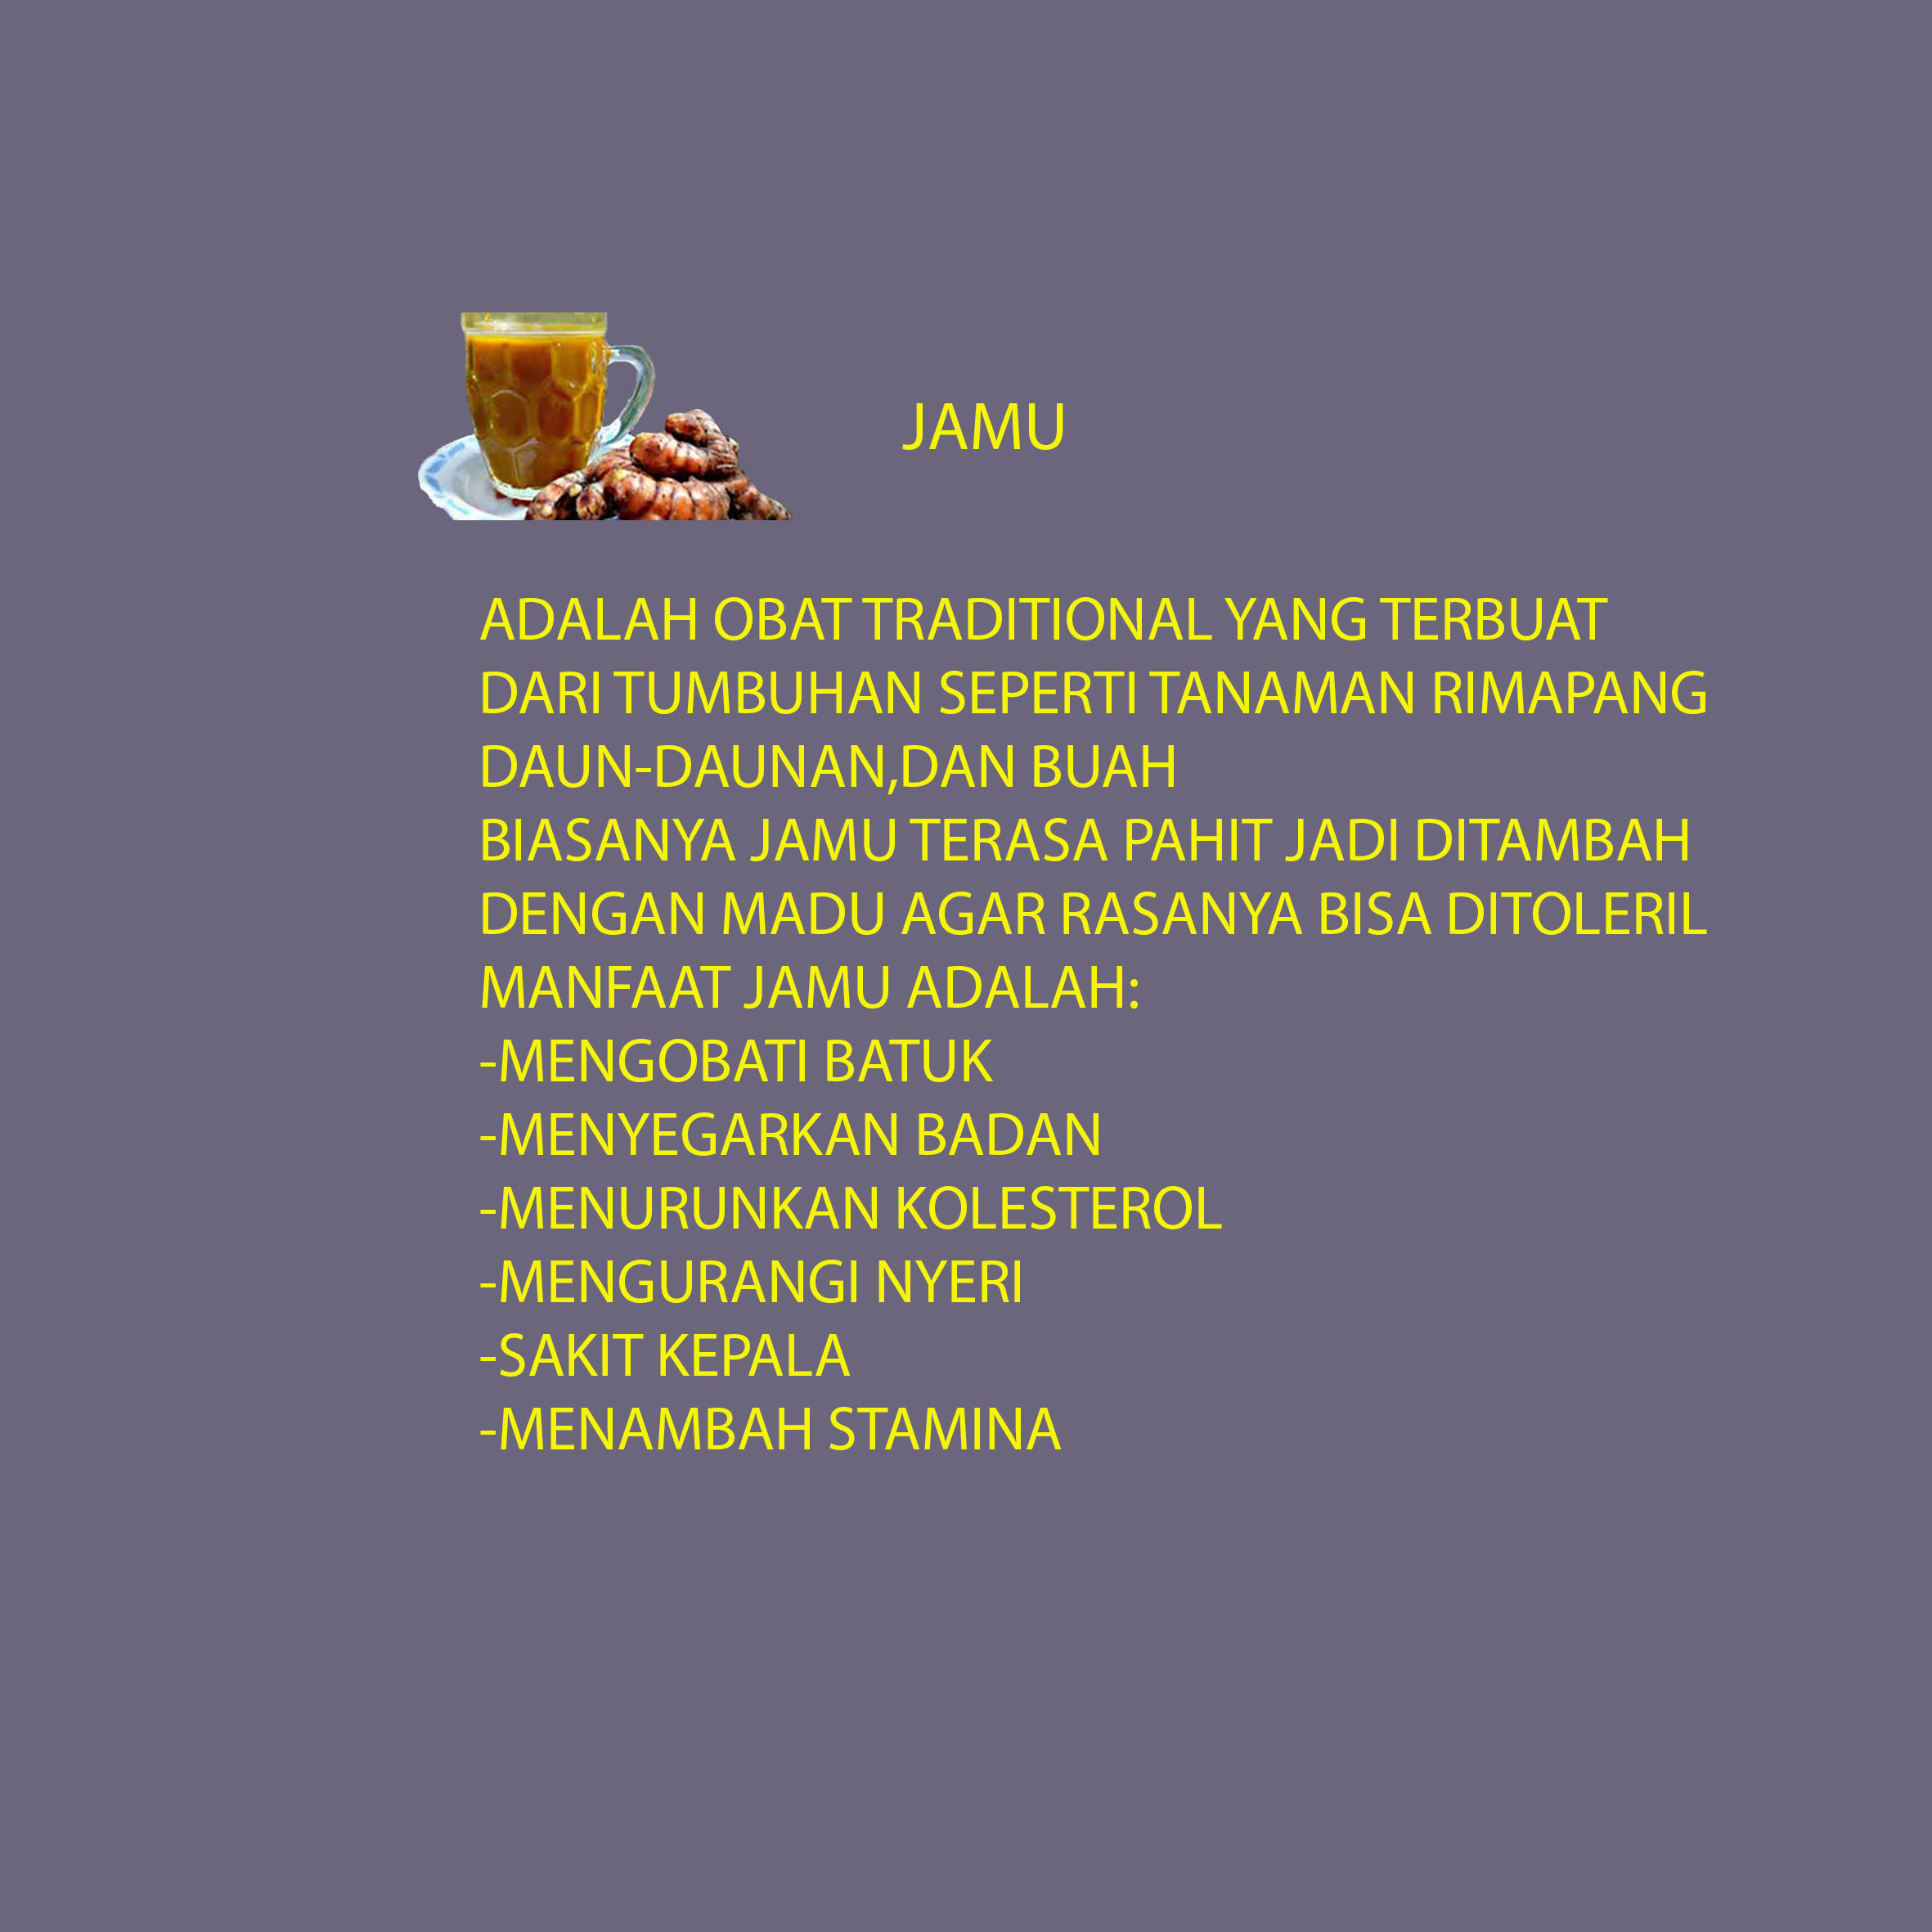 JAMU
ADALAH OBAT TRADITIONAL YANG TERBUAT
DARI TUMBUHAN SEPERTI TANAMAN RIMAPANG
DAUN-DAUNAN,DAN BUAH
BIASANYA JAMU TERASA PAHIT JADI DITAMBAH
DENGAN MADU AGAR RASANYA BISA DITOLERIL
MANFAAT JAMU ADALAH:
-MENGOBATI BATUK
-MENYEGARKAN BADAN
-MENURUNKAN KOLESTEROL
-MENGURANGI NYERI
-SAKIT KEPALA
-MENAMBAH STAMINA